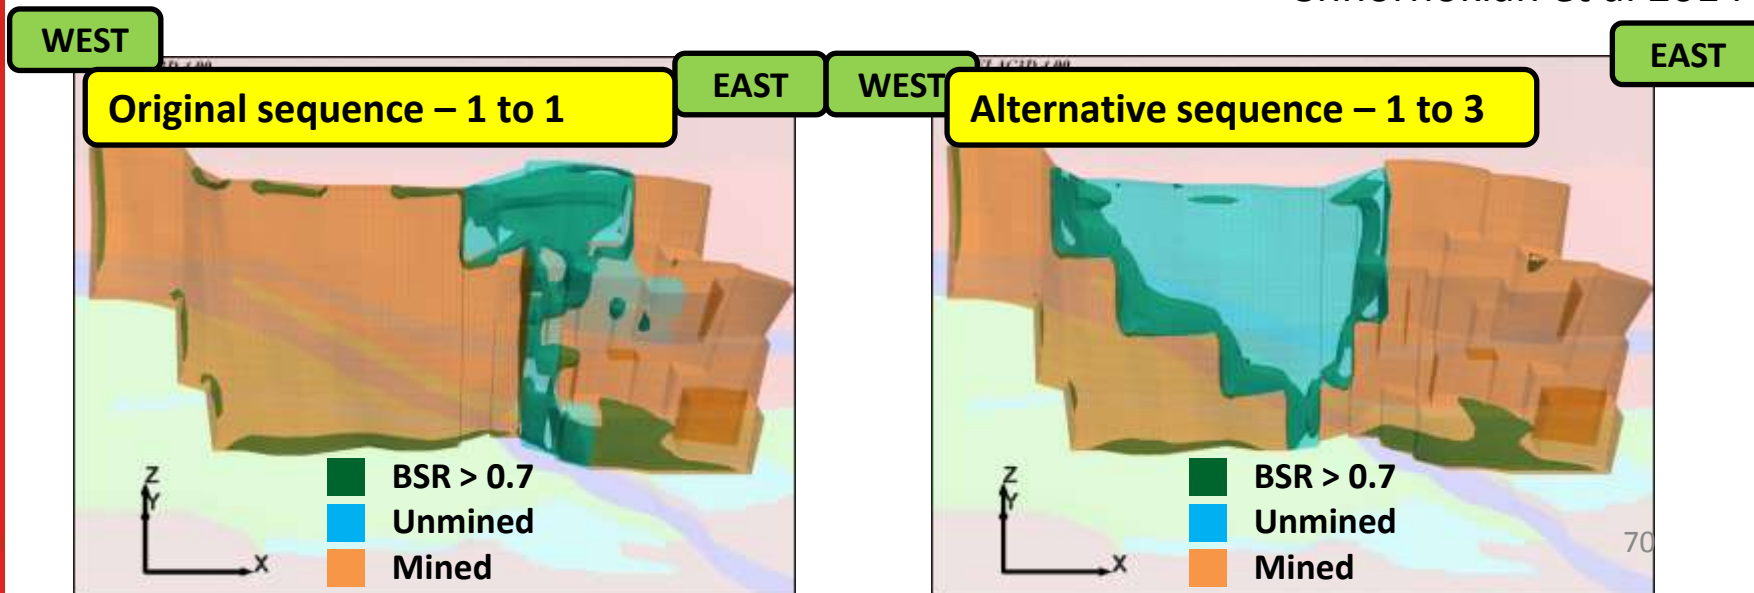 WEST
EAST
WEST
EAST
Original sequence – 1 to 1
Alternative sequence – 1 to 3
Z
Y
X
BSR > 0.7
Unmined
Mined
Z
Y
X
BSR > 0.7
Unmined
Mined
70